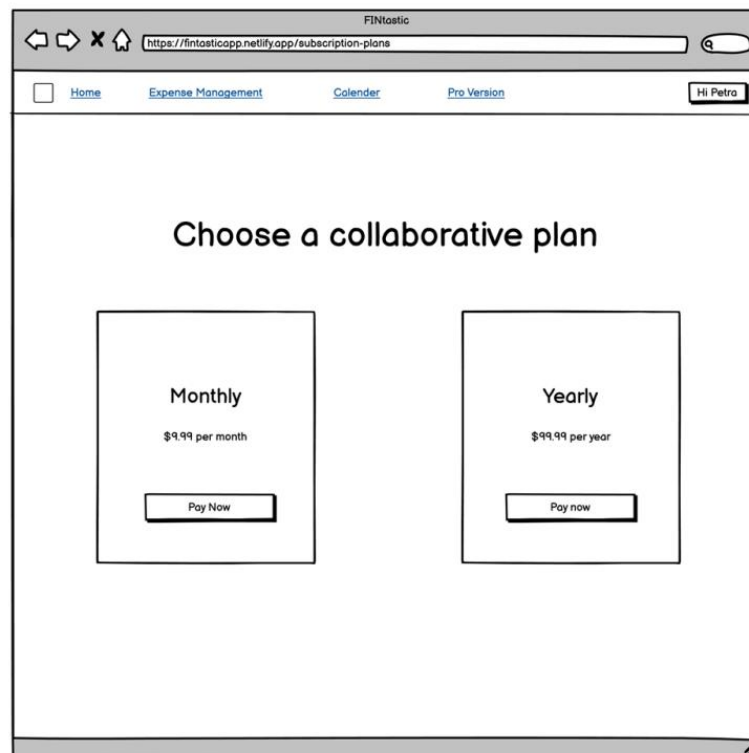 FINtastic
https://fintasticapp.netlify.app/subscription-plans
Home Expense Management Calender Pro Version Hi Petra
Choose a collaborative plan
Monthly
$9.99 per month
Pay Now
Yearly
$99.99 per year
Pay now